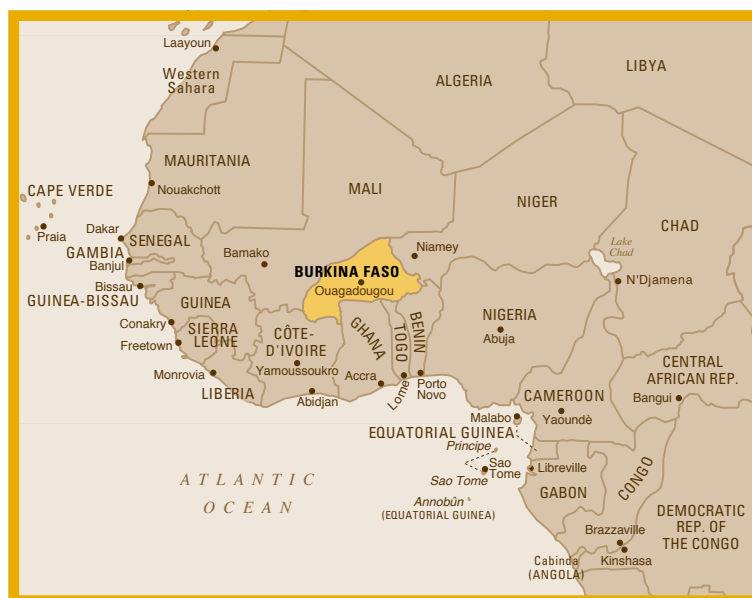 Laayoun
Western
Sahara
ALGERIA
LIBYA
MAURITANIA
Nouakchott
MALI
NIGER
CHAD
CAPE VERDE
Praia
Dakar
SENEGAL
GAMBIA
Banjul
Bamako
Niamey
Lake
Chad
N'Djamena
BURKINA FASO
Ouagadougou
Bissau
GUINEA-BISSAU
GUINEA
Conakry
SIERRA
LEONE
Freetown
CÔTE-
D'IVOIRE
Yamoussoukro
GHANA
TOGO
BENIN
NIGERIA
Abuja
Monrovia
LIBERIA
Abidjan
Accra
Lome
Porto
Novo
CENTRAL
AFRICAN REP.
Bangui
CAMEROON
Yaoundè
Malabo
EQUATORIAL GUINEA
Principe
Sao
Tome
Sao Tome
Libreville
GABON
CONGO
Annobûn
(EQUATORIAL GUINEA)
ATLANTIC
OCEAN
DEMOCRATIC
REP. OF
THE CONGO
Brazzaville
Kinshasa
Cabinda
(ANGOLA)